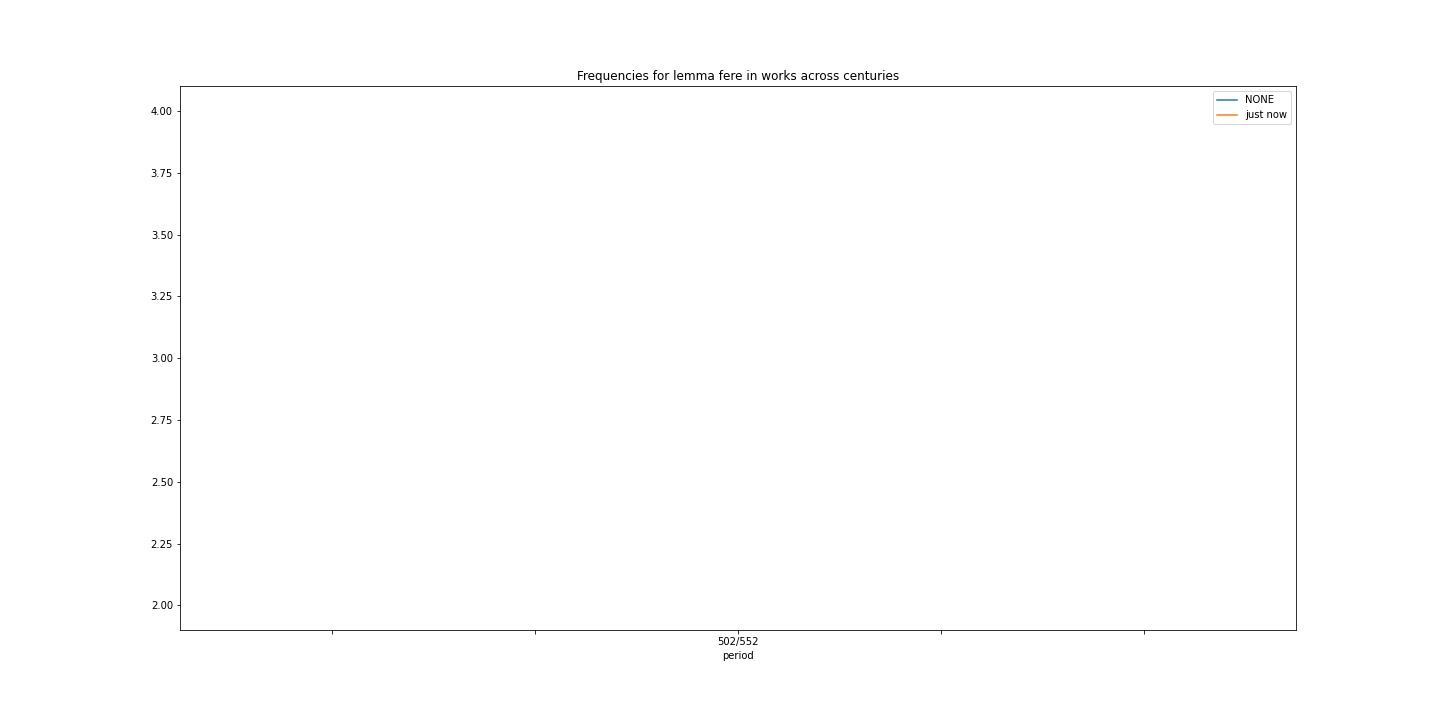 Frequencies for lemma fere in works across centuries
NONE
just now
4.00
3.75
3.50
3.25
3.00
2.75
2.50
2.25
2.00
502/552
period